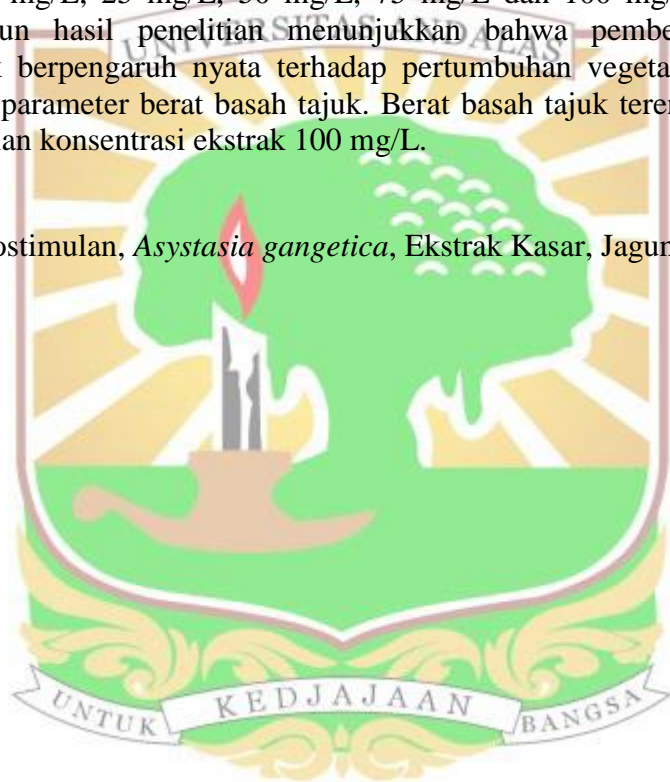 mg/L, 25 mg/L, 50 mg/L, 75 mg/L dan 100 mg/
un hasil penelitian menunjukkan bahwa pembe
UNIVERSITAS ANDALAS
berpengaruh nyata terhadap pertumbuhan vegeta
parameter berat basah tajuk. Berat basah tajuk tere
an konsentrasi ekstrak 100 mg/L.
ostimulan, Asystasia gangetica, Ekstrak Kasar, Jagun
UNTUK KEDJAJAAN BANGSA